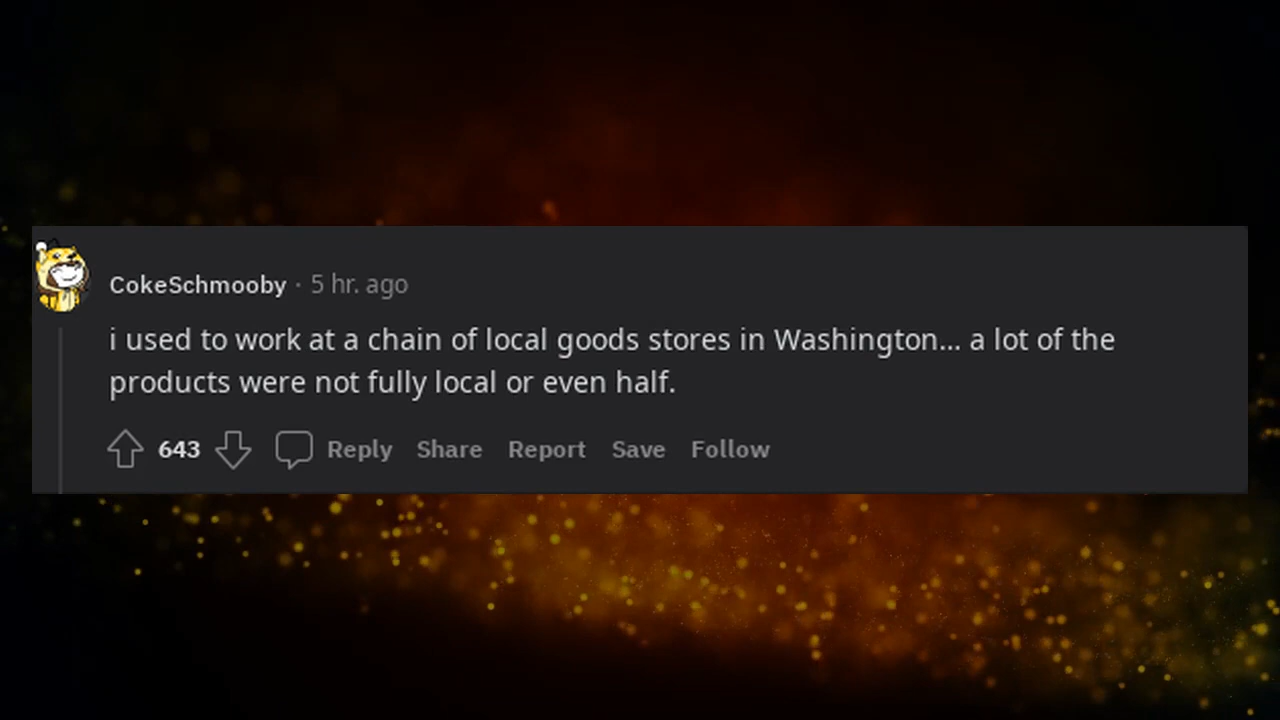 CokeSchmooby · 5 hr. ago
i used to work at a chain of local goods stores in Washington... a lot of the
products were not fully local or even half.
643 Reply Share Report Save Follow